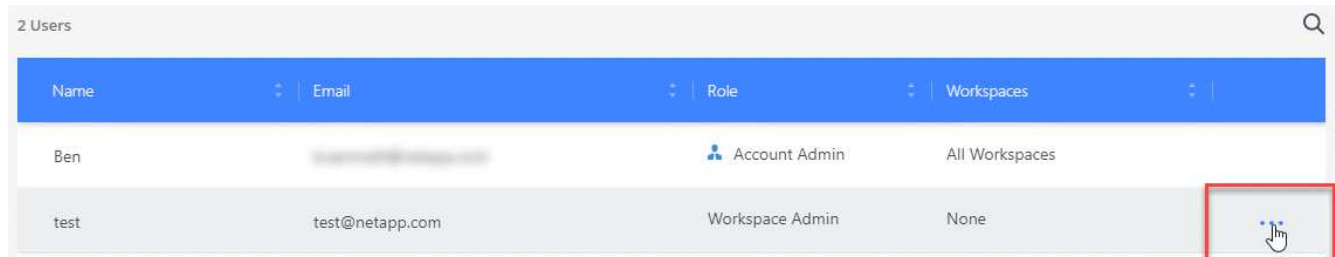 2 Users
Name Email Role Workspaces
Ben Account Admin All Workspaces
test test@netapp.com Workspace Admin None